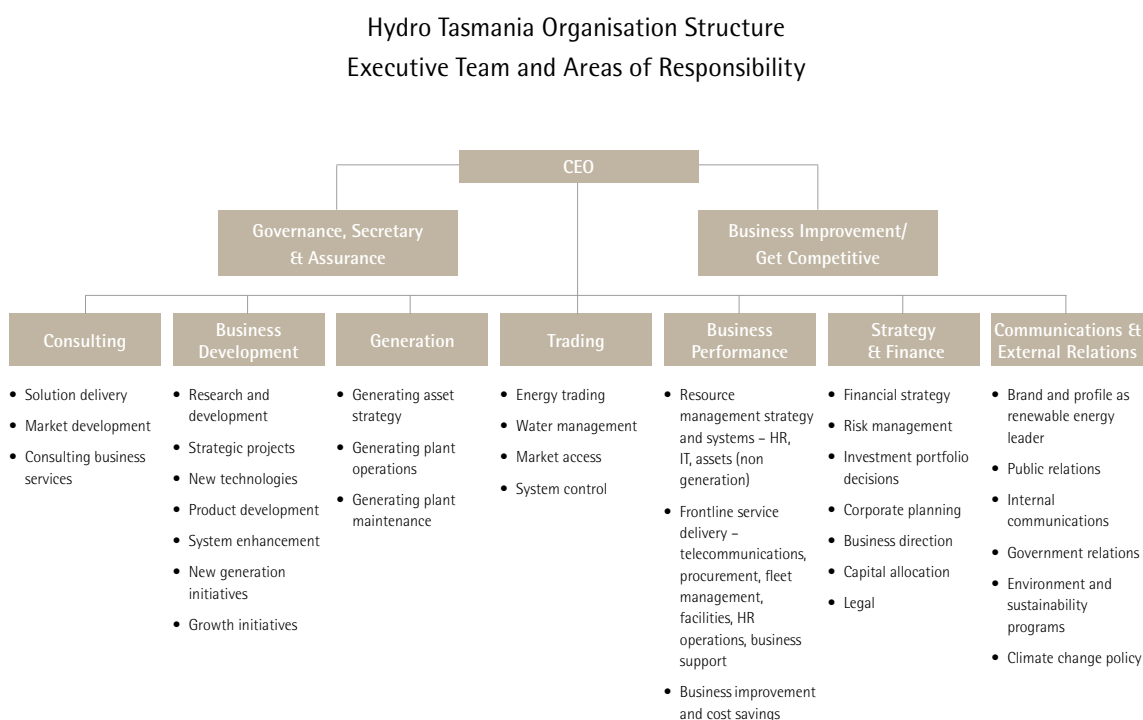 Hydro Tasmania Organisation Structure
Executive Team and Areas of Responsibility
CEO
Governance, Secretary
& Assurance
Business Improvement/
Get Competitive
Consulting
• Solution delivery
• Market development
• Consulting business
services
Business
Development
• Research and
development
• Strategic projects
• New technologies
• Product development
• System enhancement
• New generation
initiatives
• Growth initiatives
Generation
• Generating asset
strategy
• Generating plant
operations
• Generating plant
maintenance
Trading
• Energy trading
• Water management
• Market access
• System control
Business
Performance
• Resource
management strategy
and systems – HR,
IT, assets (non
generation)
• Frontline service
delivery –
telecommunications,
procurement, fleet
management,
facilities, HR
operations, business
support
• Business improvement
and cost savings
Strategy
& Finance
• Financial strategy
• Risk management
• Investment portfolio
decisions
• Corporate planning
• Business direction
• Capital allocation
• Legal
Communications &
External Relations
• Brand and profile as
renewable energy
leader
• Public relations
• Internal
communications
• Government relations
• Environment and
sustainability
programs
• Climate change policy